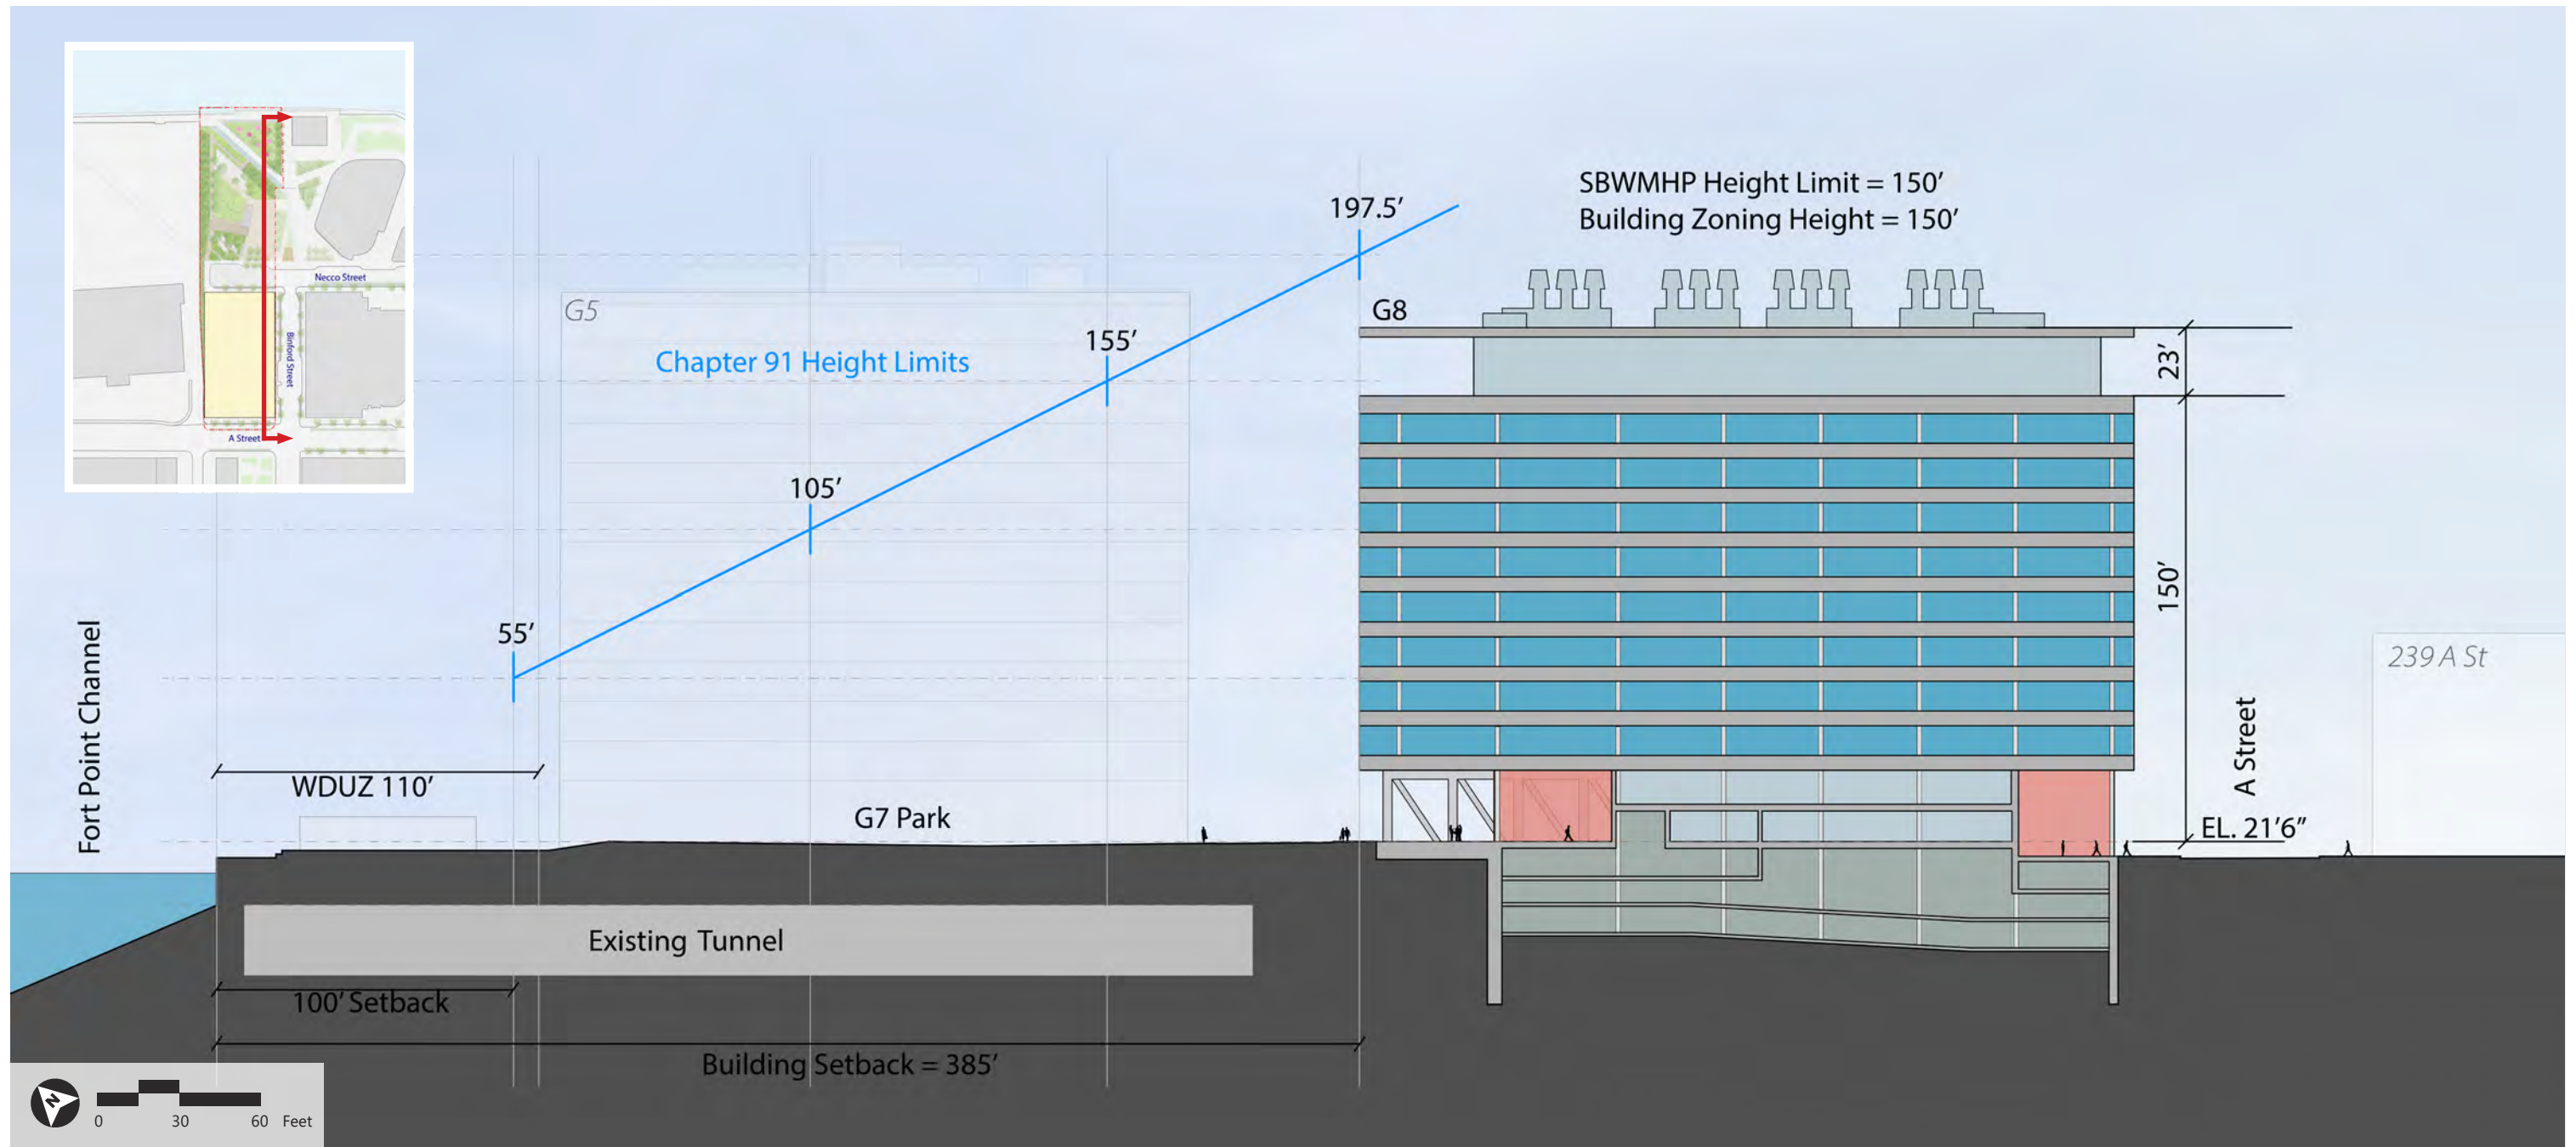 Necco Street
Binford Street
A Street
SBWMHP Height Limit = 150’
Building Zoning Height = 150’
197.5’
G5
G8
155’
Chapter 91 Height Limits
23’
105’
150’
55’
239 A St
Fort Point Channel
A Street
WDUZ 110’
G7 Park
EL. 21’6”
Existing Tunnel
100’ Setback
Building Setback = 385’
N
0 30 60 Feet